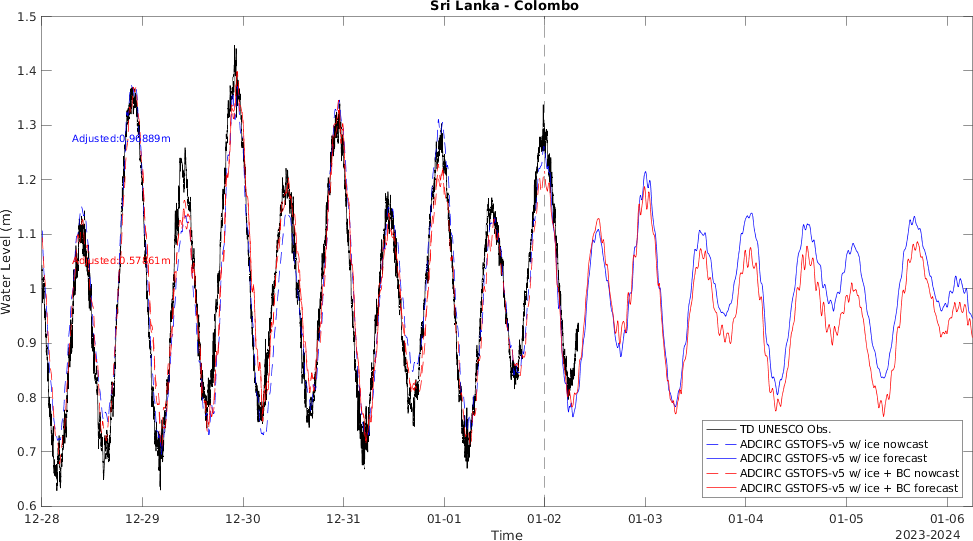 Sri Lanka - Colombo
1.5
1.4
1.3
1.2
1.1
1
0.9
0.8
0.7
0.6
Water Level (m)
Adjusted:0.96889m
Adjusted:0.57661m
TD UNESCO Obs.
ADCIRC GSTOFS-v5 w/ ice nowcast
ADCIRC GSTOFS-v5 w/ ice forecast
ADCIRC GSTOFS-v5 w/ ice + BC nowcast
ADCIRC GSTOFS-v5 w/ ice + BC forecast
12-28 12-29 12-30 12-31 01-01 01-02 01-03 01-04 01-05 01-06
Time
2023-2024